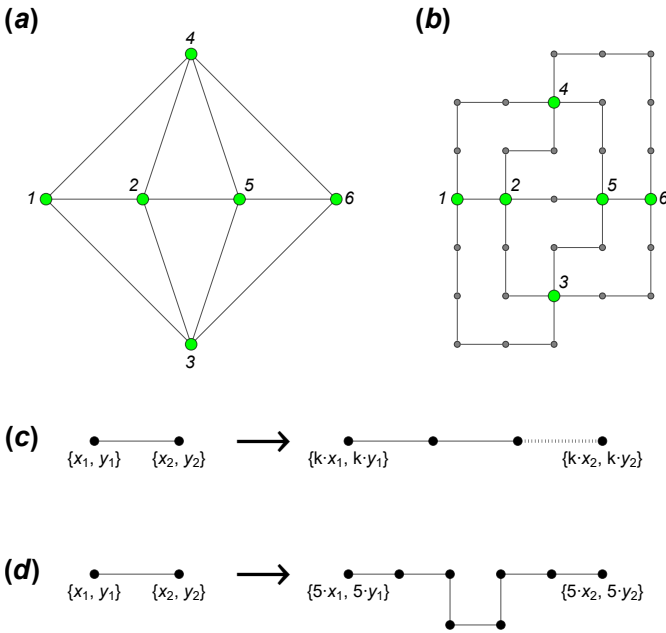 (a)
4
1
2
5
6
3
(b)
4
1
2
5
6
3
(c)
{x₁, y₁} {x₂, y₂} {k·x₁, k·y₁} {k·x₂, k·y₂}
(d)
{x₁, y₁} {x₂, y₂} {5·x₁, 5·y₁} {5·x₂, 5·y₂}